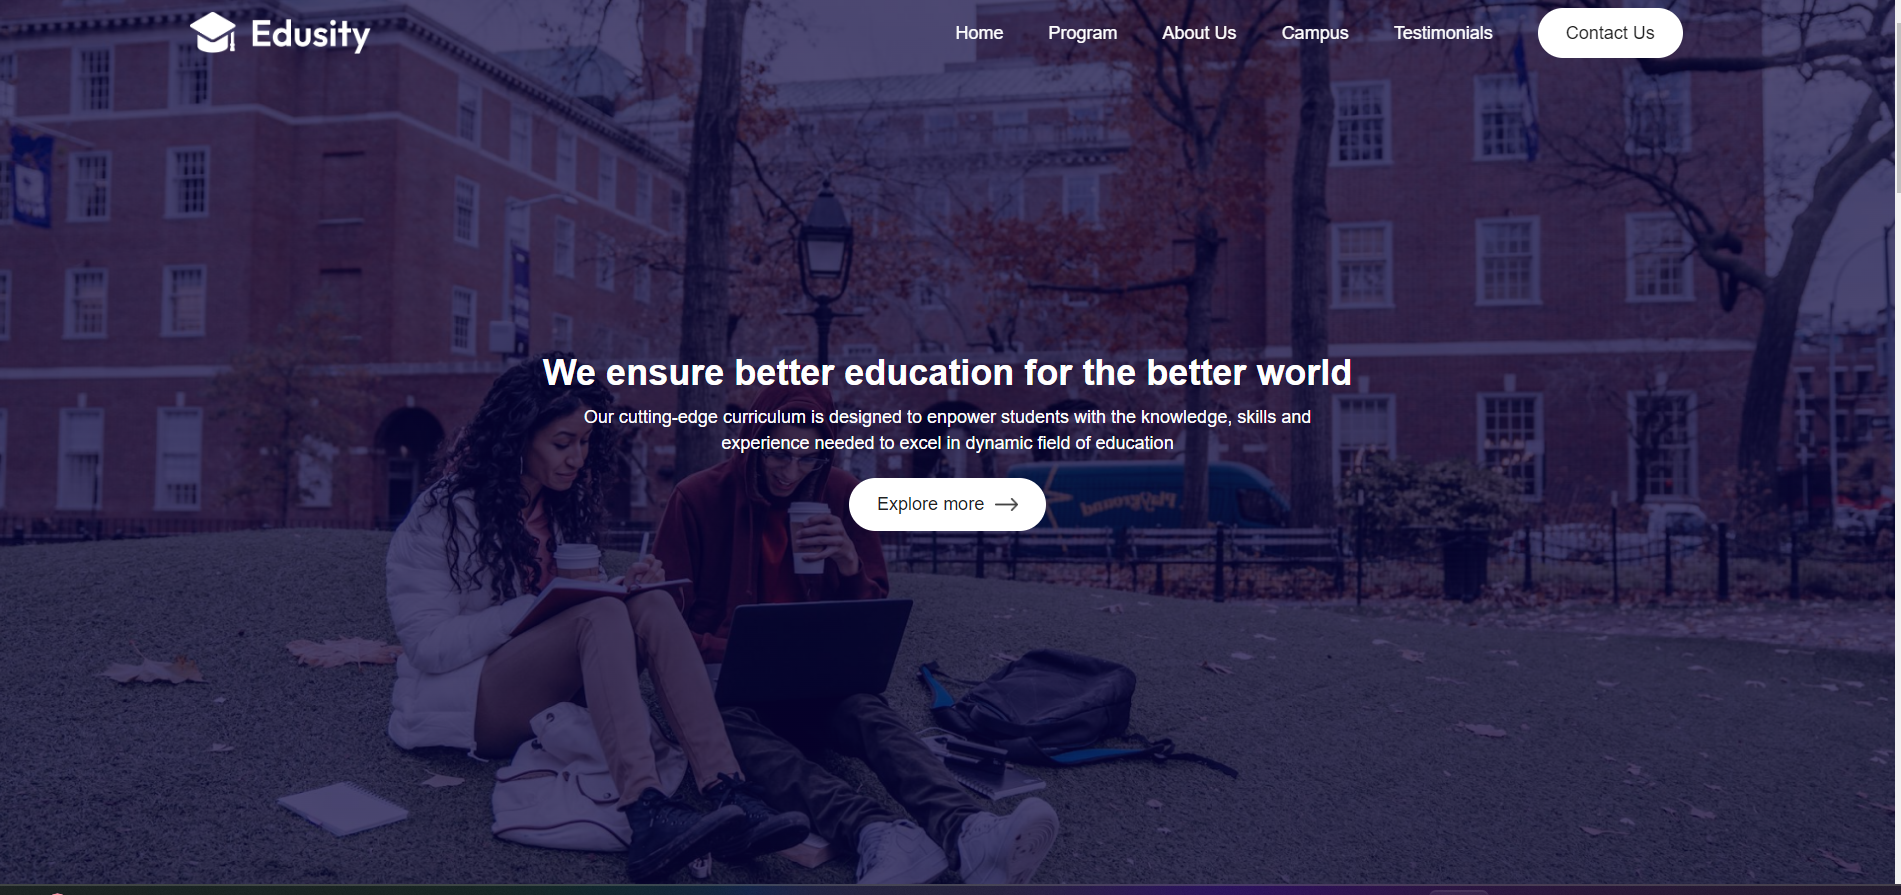 Edusity
Home
Program
About Us
Campus
Testimonials
Contact Us
We ensure better education for the better world
Our cutting-edge curriculum is designed to enpower students with the knowledge, skills and
experience needed to excel in dynamic field of education
Explore more
Playground